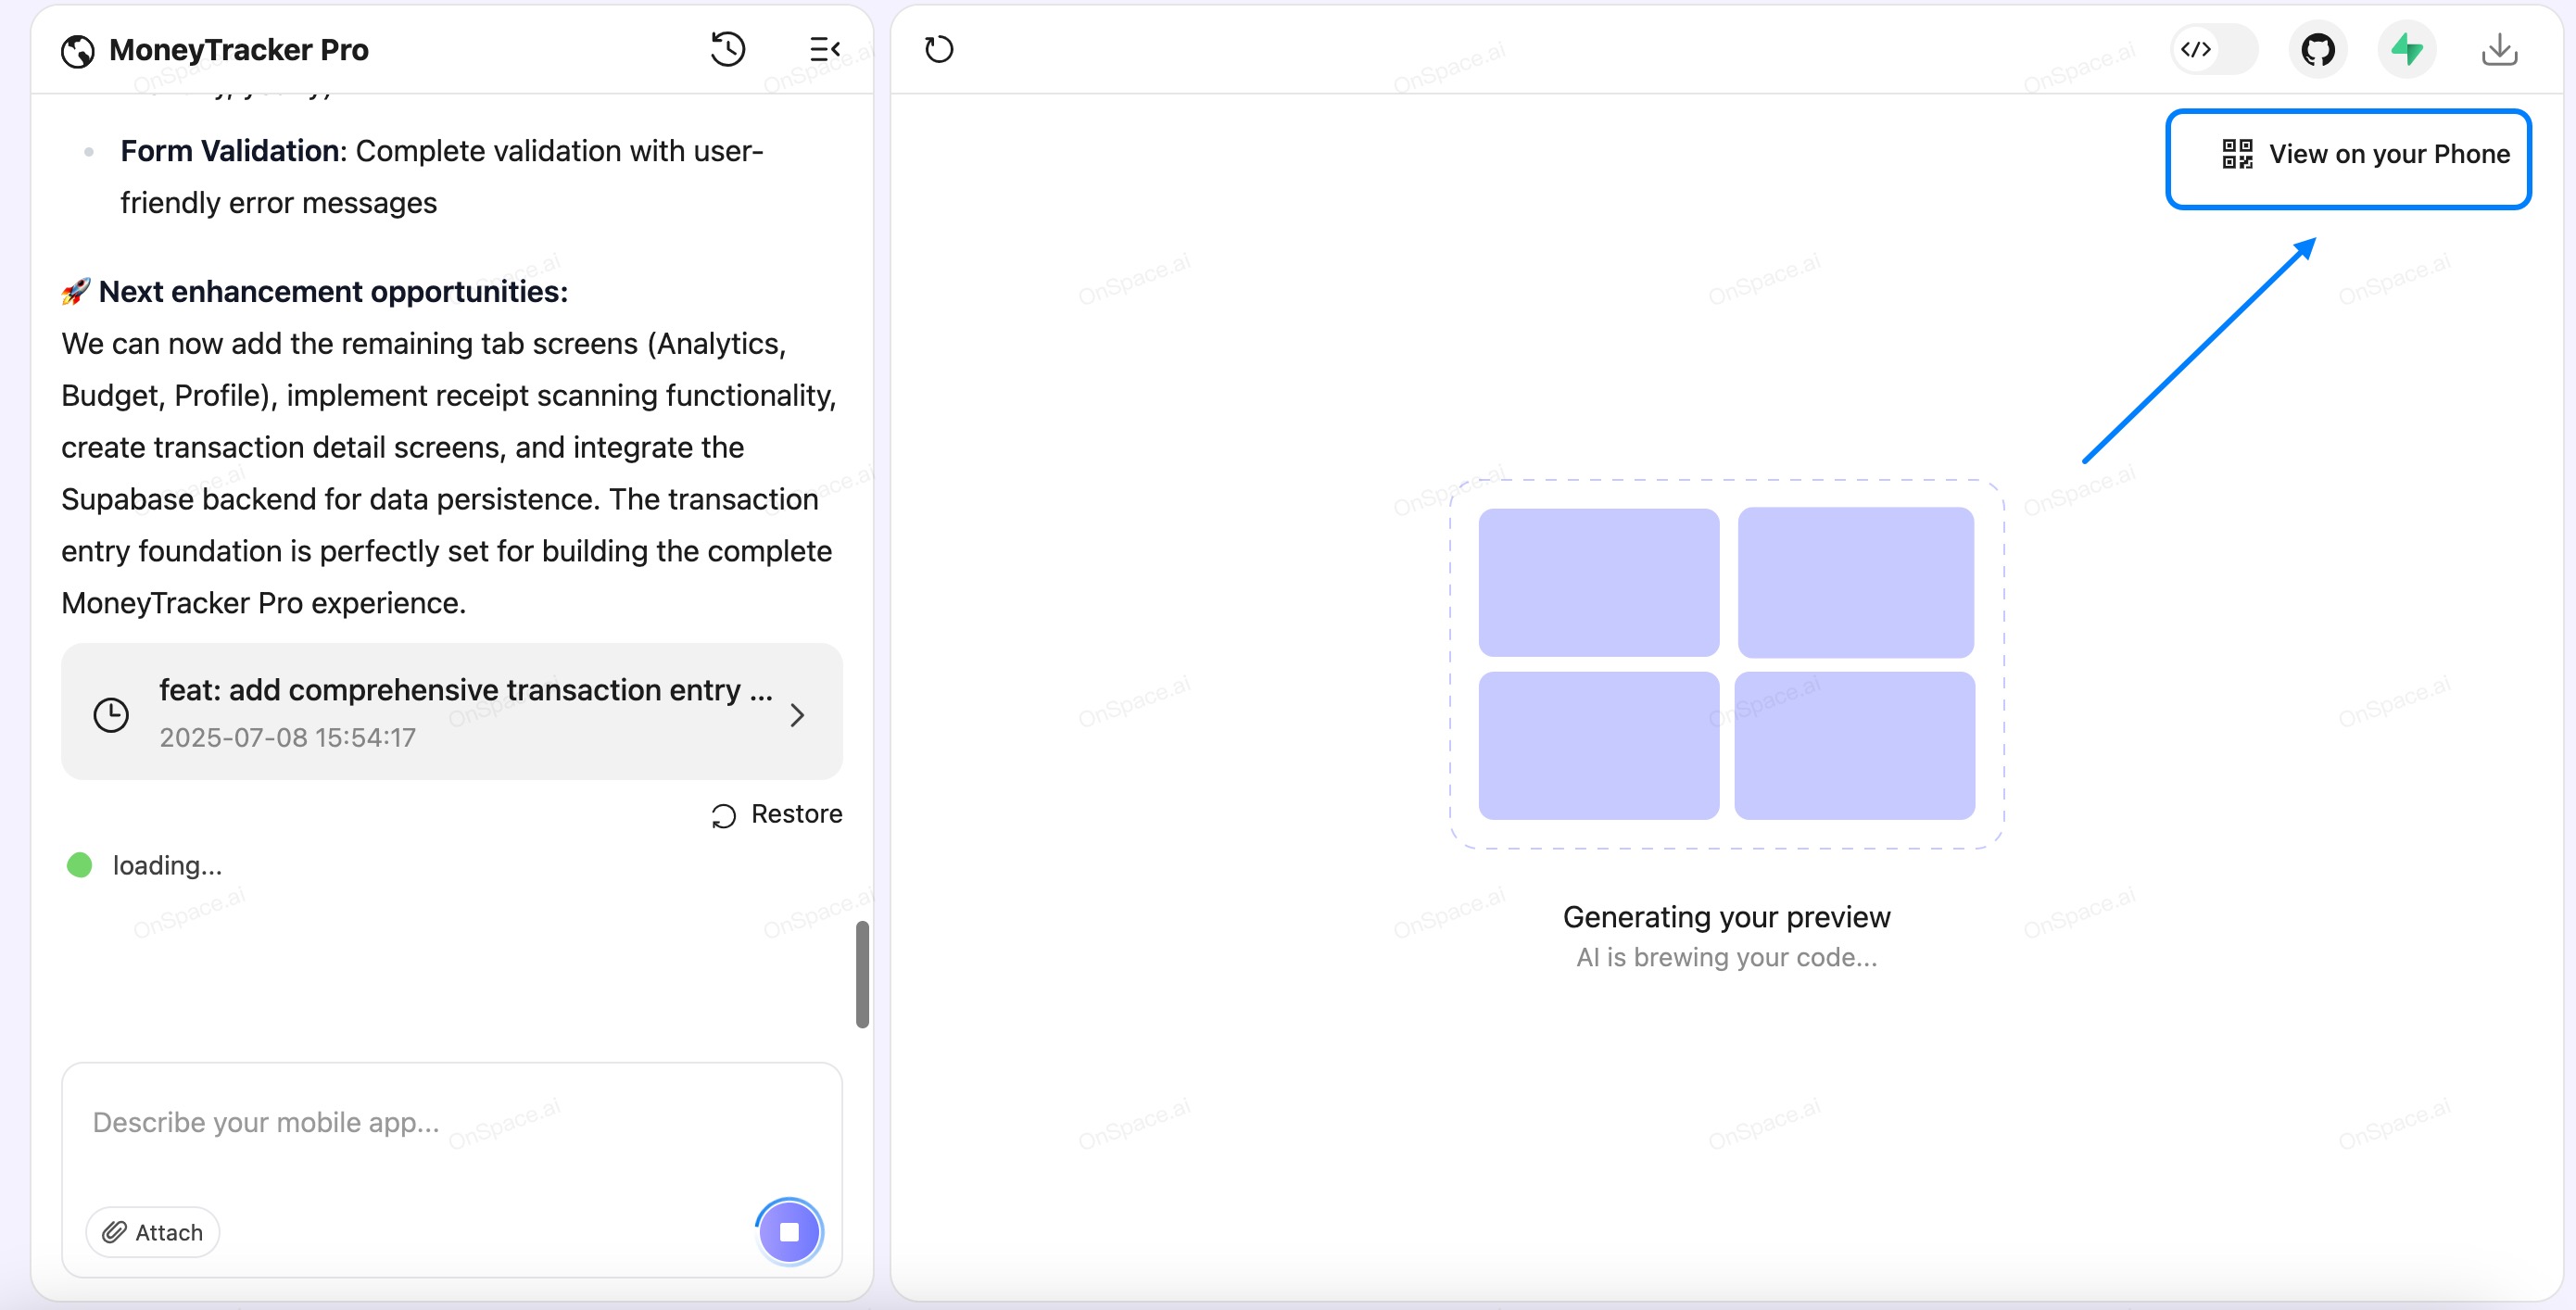 MoneyTracker Pro
Form Validation: Complete validation with user-
friendly error messages
🚀 Next enhancement opportunities:
We can now add the remaining tab screens (Analytics,
Budget, Profile), implement receipt scanning functionality,
create transaction detail screens, and integrate the
Supabase backend for data persistence. The transaction
entry foundation is perfectly set for building the complete
MoneyTracker Pro experience.
feat: add comprehensive transaction entry ...
2025-07-08 15:54:17
Restore
loading...
Describe your mobile app...
Attach
</>
View on your Phone
Generating your preview
AI is brewing your code...
OnSpace.ai